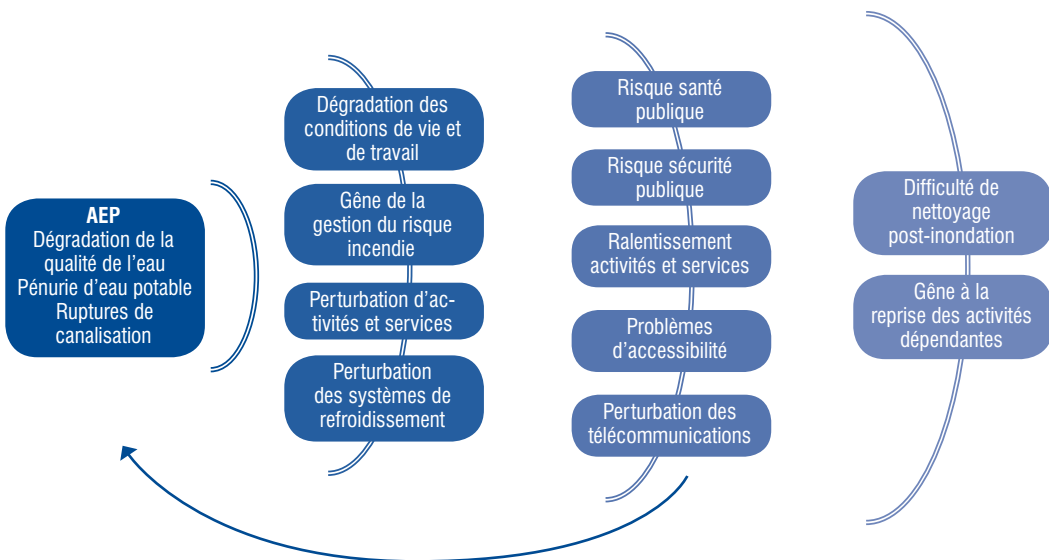 AEP
Dégradation de la
qualité de l’eau
Pénurie d’eau potable
Ruptures de
canalisation
Dégradation des
conditions de vie et
de travail
Gêne de la
gestion du risque
incendie
Perturbation d’ac-
tivités et services
Perturbation
des systèmes de
refroidissement
Risque santé
publique
Risque sécurité
publique
Ralentissement
activités et services
Problèmes
d’accessibilité
Perturbation des
télécommunications
Difficulté de
nettoyage
post-inondation
Gêne à la
reprise des activités
dépendantes